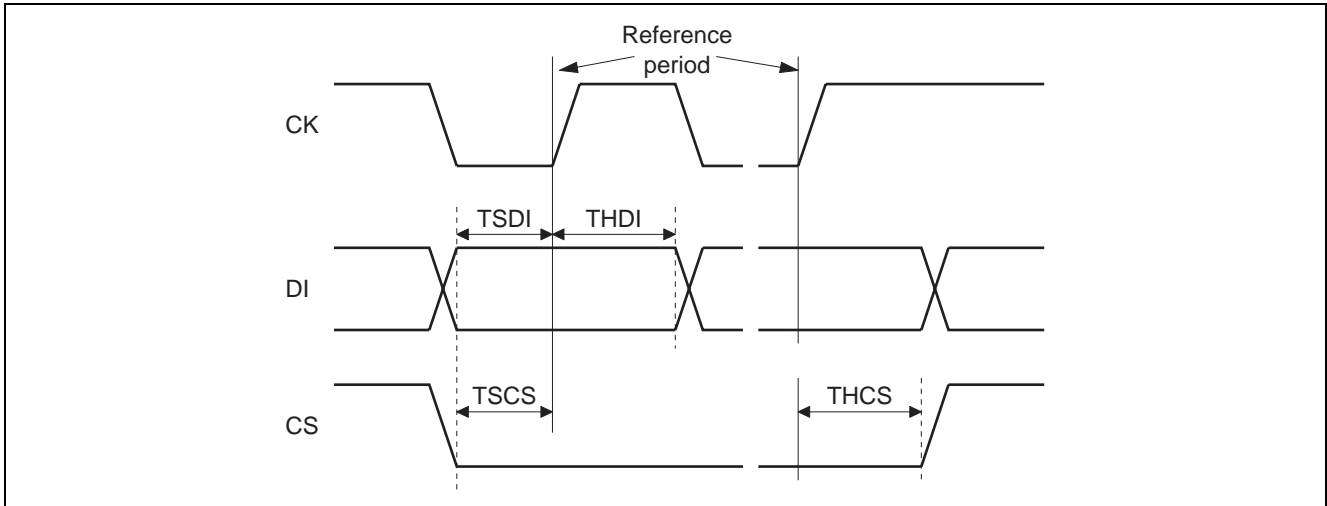 Reference
period
CK
TSDI
THDI
DI
TSCS
THCS
CS